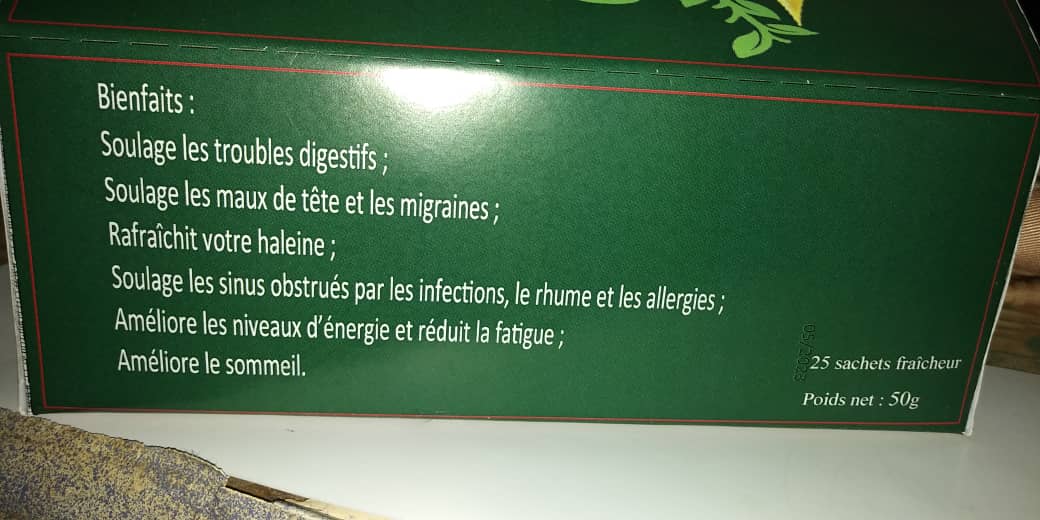 Bienfaits :
Soulage les troubles digestifs ;
Soulage les maux de tête et les migraines ;
Rafraîchit votre haleine ;
Soulage les sinus obstrués par les infections, le rhume et les allergies ;
Améliore les niveaux d'énergie et réduit la fatigue ;
Améliore le sommeil.
25 sachets fraîcheur
Poids net : 50g